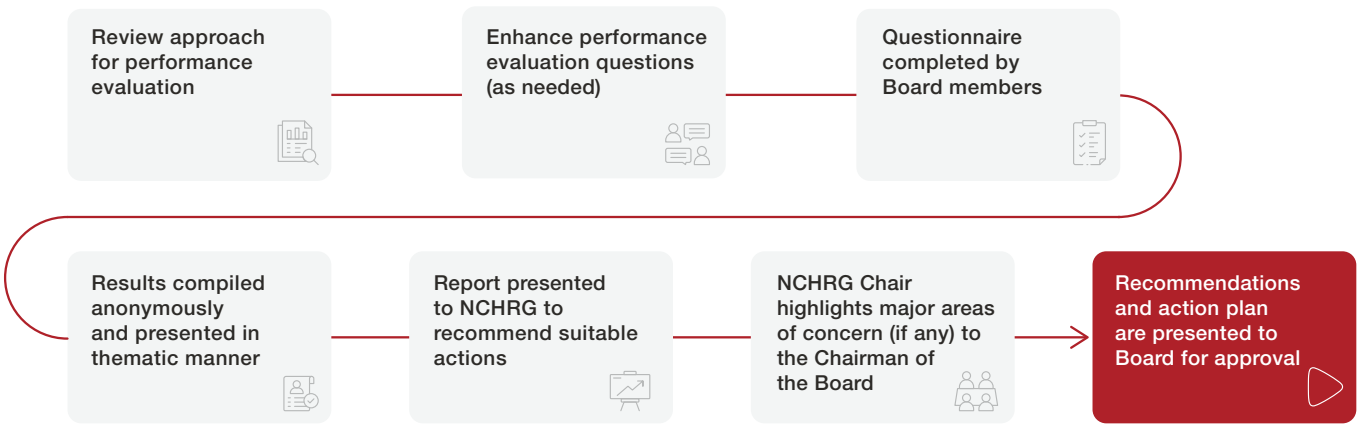 Review approach
for performance
evaluation
Enhance performance
evaluation questions
(as needed)
Questionnaire
completed by
Board members
Results compiled
anonymously
and presented in
thematic manner
Report presented
to NCHRG to
recommend suitable
actions
NCHRG Chair
highlights major areas
of concern (if any) to
the Chairman of
the Board
Recommendations
and action plan
are presented to
Board for approval